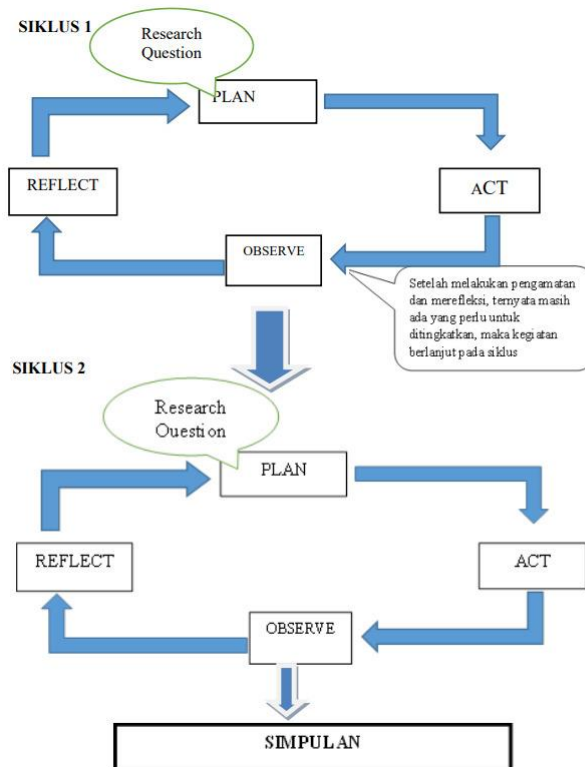 SIKLUS 1
Research
Question
PLAN
REFLECT
ACT
OBSERVE
Setelah melakukan pengamatan
dan merefleksi, ternyata masih
ada yang perlu untuk
ditingkatkan, maka kegiatan
berlanjut pada siklus
SIKLUS 2
Research
Ouestion
PLAN
REFLECT
ACT
OBSERVE
SIMPULAN